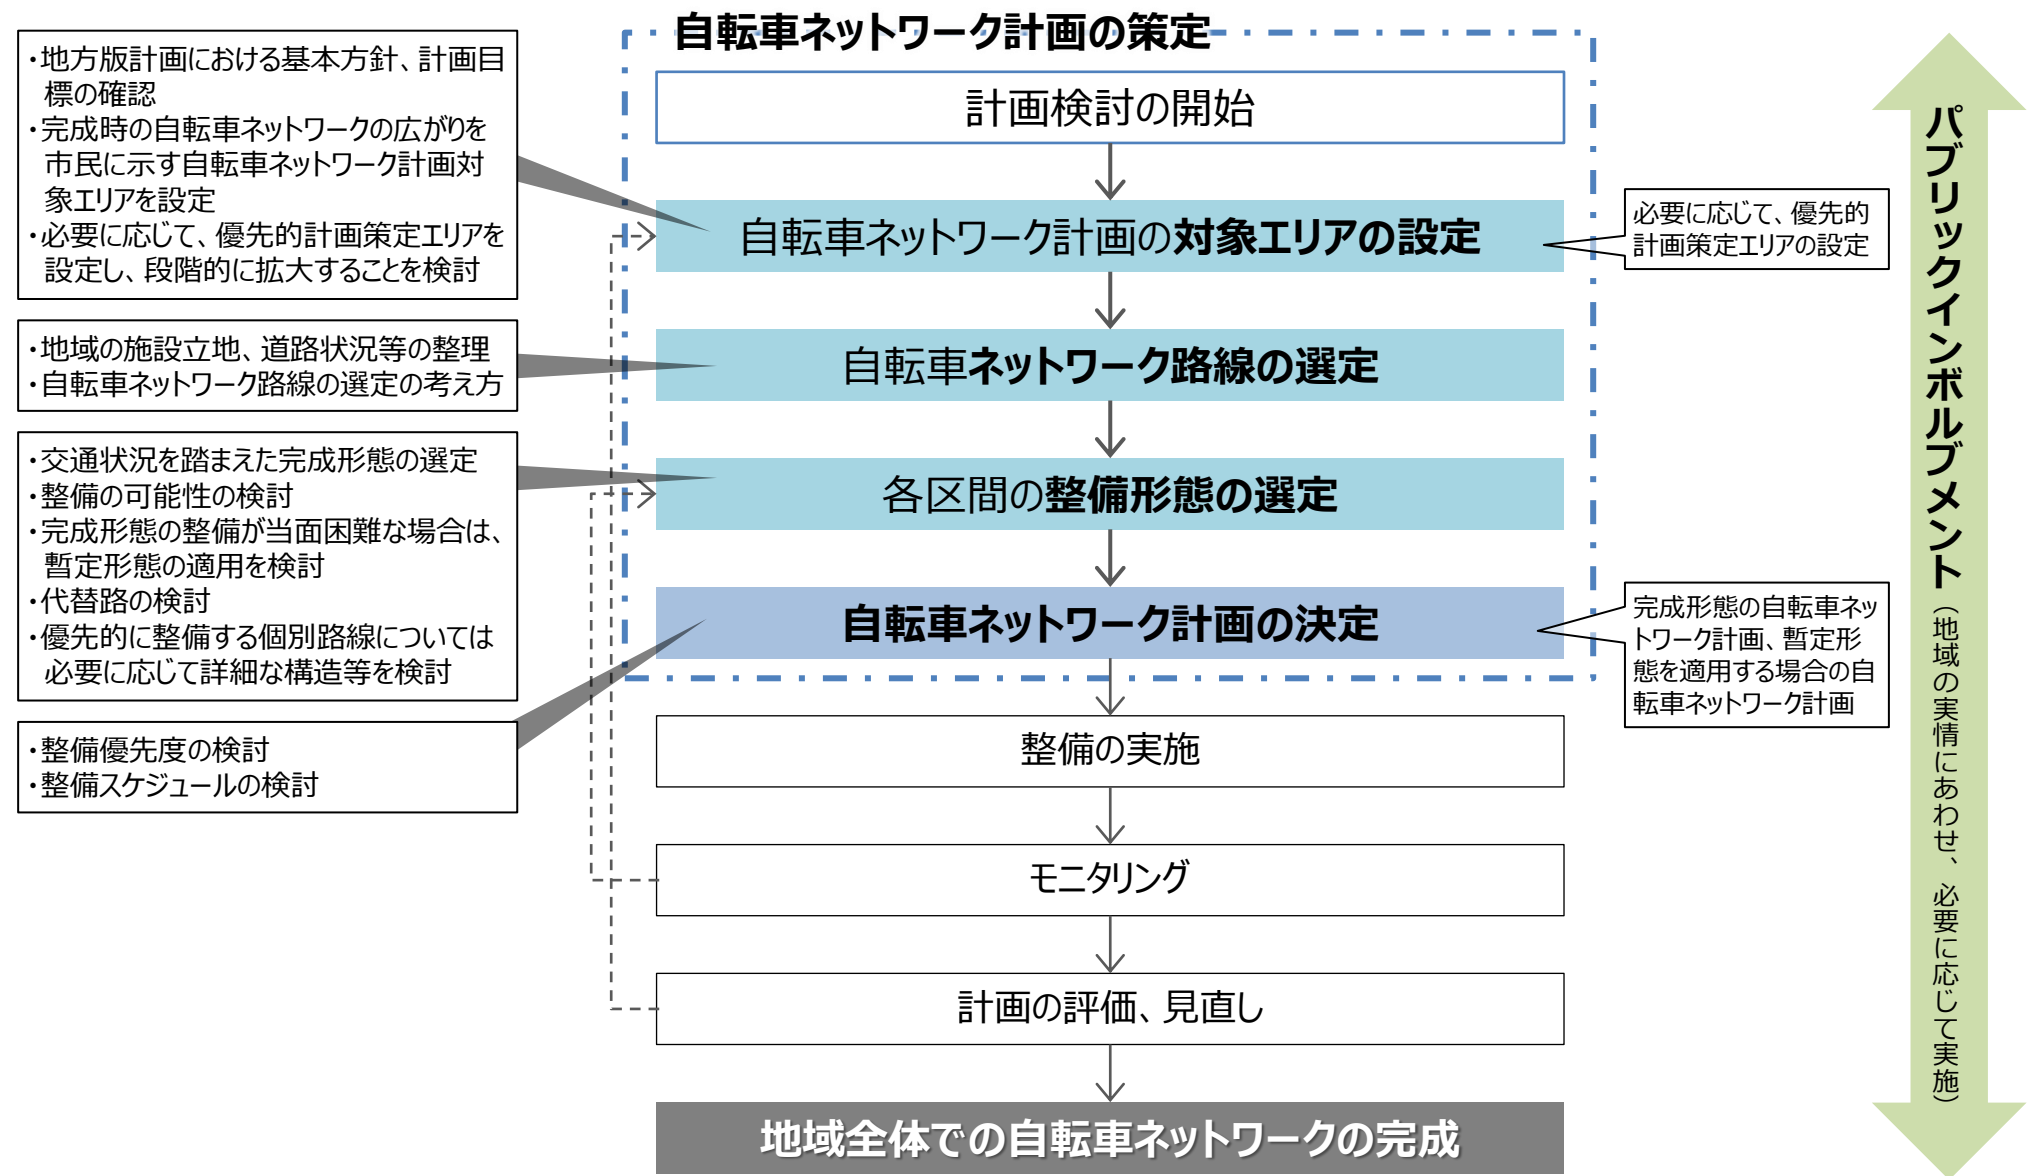 自転車ネットワーク計画の策定
・地方版計画における基本方針、計画目
標の確認
・完成時の自転車ネットワークの広がりを
市民に示す自転車ネットワーク計画対
象エリアを設定
・必要に応じて、優先的計画策定エリアを
設定し、段階的に拡大することを検討
・地域の施設立地、道路状況等の整理
・自転車ネットワーク路線の選定の考え方
・交通状況を踏まえた完成形態の選定
・整備の可能性の検討
・完成形態の整備が当面困難な場合は、
暫定形態の適用を検討
・代替路の検討
・優先的に整備する個別路線については
必要に応じて詳細な構造等を検討
・整備優先度の検討
・整備スケジュールの検討
計画検討の開始
自転車ネットワーク計画の対象エリアの設定
自転車ネットワーク路線の選定
各区間の整備形態の選定
自転車ネットワーク計画の決定
整備の実施
モニタリング
計画の評価、見直し
地域全体での自転車ネットワークの完成
必要に応じて、優先的
計画策定エリアの設定
完成形態の自転車ネッ
トワーク計画、暫定形
態を適用する場合の自
転車ネットワーク計画
パブリックインボルブメント（地域の実情にあわせ、必要に応じて実施）